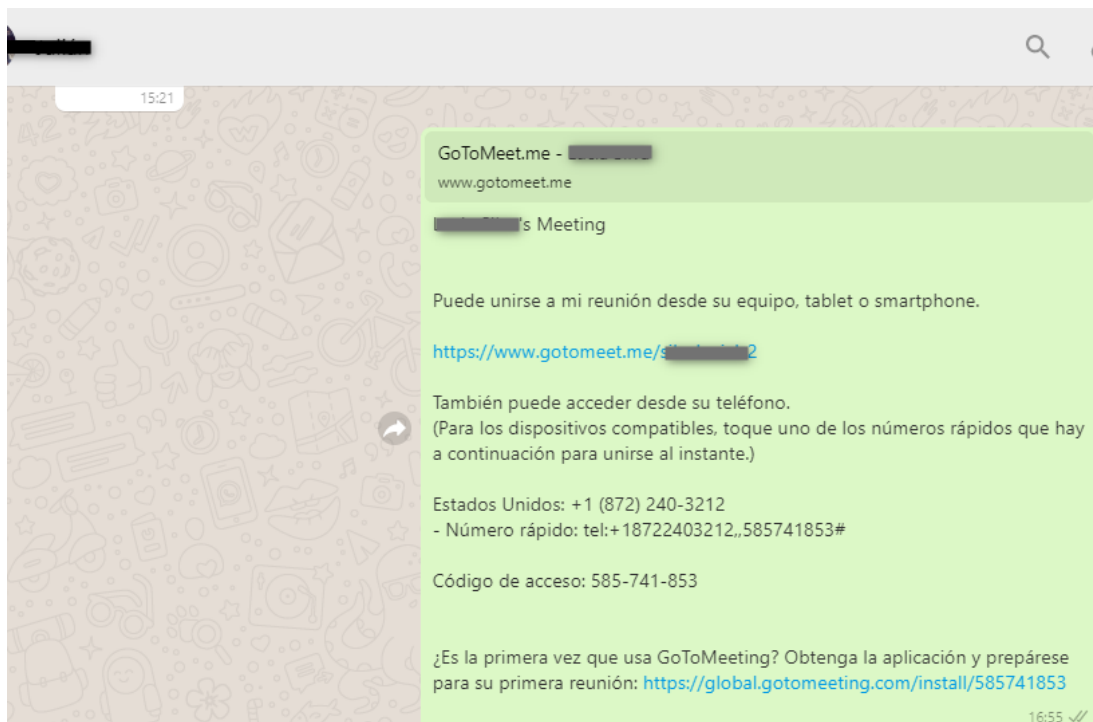 15:21
GoToMeet.me -
www.gotomeet.me
's Meeting
Puede unirse a mi reunión desde su equipo, tablet o smartphone.
https://www.gotomeet.me/s 2
También puede acceder desde su teléfono.
(Para los dispositivos compatibles, toque uno de los números rápidos que hay
a continuación para unirse al instante.)
Estados Unidos: +1 (872) 240-3212
- Número rápido: tel:+18722403212,,585741853#
Código de acceso: 585-741-853
¿Es la primera vez que usa GoToMeeting? Obtenga la aplicación y prepárese
para su primera reunión: https://global.gotomeeting.com/install/585741853
16:55